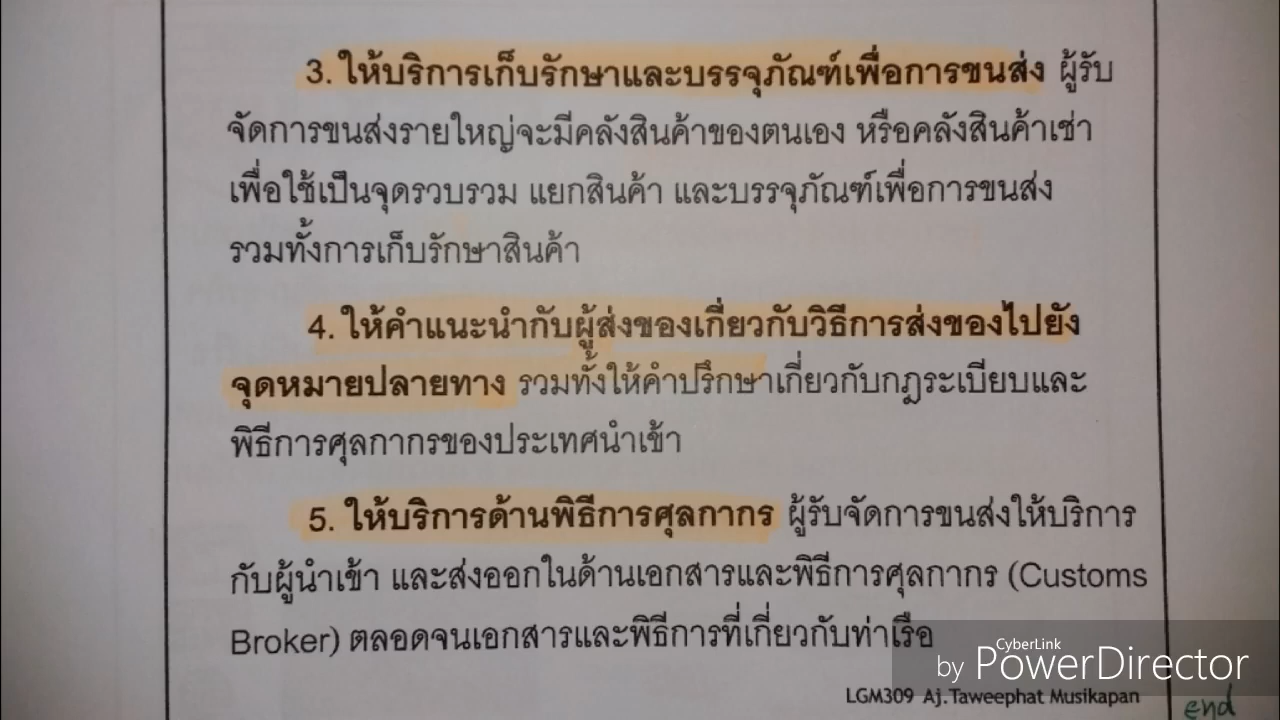 3. ให้บริการเก็บรักษาและบรรจุภัณฑ์เพื่อการขนส่ง ผู้รับ
จัดการขนส่งรายใหญ่จะมีคลังสินค้าของตนเอง หรือคลังสินค้าเช่า
เพื่อใช้เป็นจุดรวบรวม แยกสินค้า และบรรจุภัณฑ์เพื่อการขนส่ง
รวมทั้งการเก็บรักษาสินค้า
4. ให้คำแนะนำกับผู้ส่งของเกี่ยวกับวิธีการส่งของไปยัง
จุดหมายปลายทาง รวมทั้งให้คำปรึกษาเกี่ยวกับกฎระเบียบและ
พิธีการศุลกากรของประเทศนำเข้า
5. ให้บริการด้านพิธีการศุลกากร ผู้รับจัดการขนส่งให้บริการ
กับผู้นำเข้า และส่งออกในด้านเอกสารและพิธีการศุลกากร (Customs
Broker) ตลอดจนเอกสารและพิธีการที่เกี่ยวกับท่าเรือ
CyberLink
by PowerDirector
LGM309 Aj.Taweephat Musikapan
end